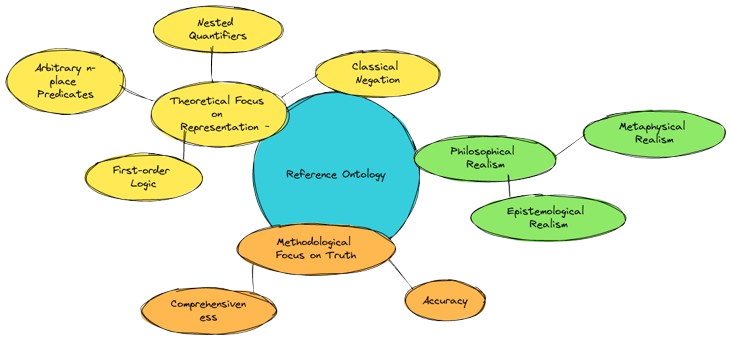 Nested
Quantifiers
Arbitrary n-
place
Predicates
Classical
Negation
Theoretical Focus
on
Representation -
First-order
Logic
Reference Ontology
Philosophical
Realism
Metaphysical
Realism
Epistemological
Realism
Methodological
Focus on Truth
Comprehensiven
ess
Accuracy